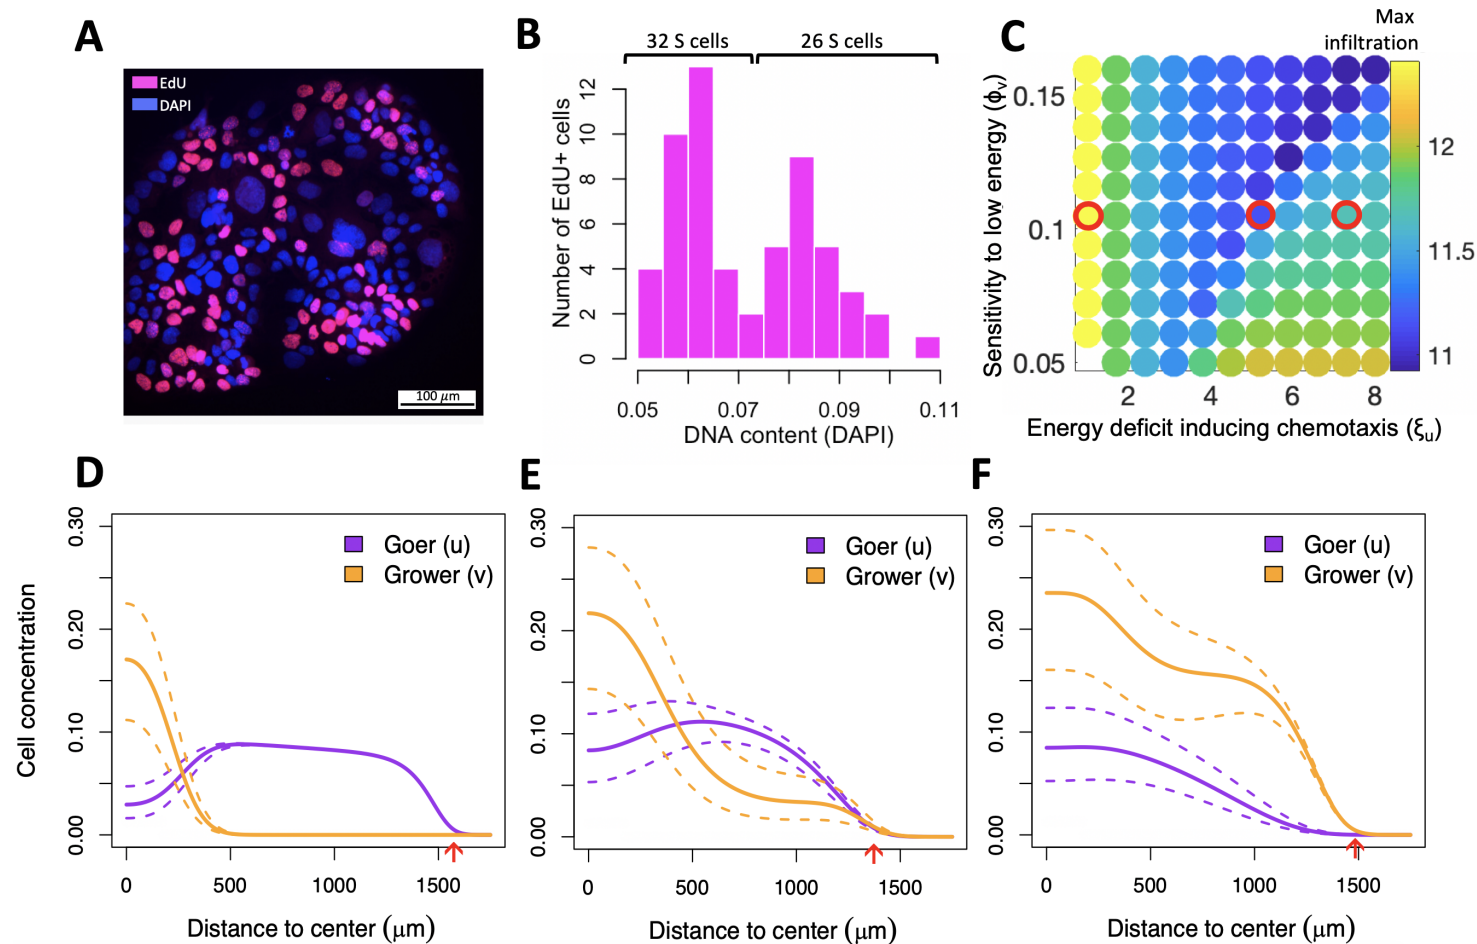 A
EdU
DAPI
100 µm
B
32 S cells
26 S cells
Number of EdU+ cells
12
10
8
6
4
2
0
0.05
0.07
0.09
0.11
DNA content (DAPI)
C
Max
infiltration
Sensitivity to low energy (ϕv)
0.15
0.1
0.05
2
4
6
8
Energy deficit inducing chemotaxis (ξu)
12
11.5
11
D
Cell concentration
0.30
0.20
0.10
0.00
Goer (u)
Grower (v)
0
500
1000
1500
Distance to center (µm)
E
0.30
0.20
0.10
0.00
Goer (u)
Grower (v)
0
500
1000
1500
Distance to center (µm)
F
0.30
0.20
0.10
0.00
Goer (u)
Grower (v)
0
500
1000
1500
Distance to center (µm)